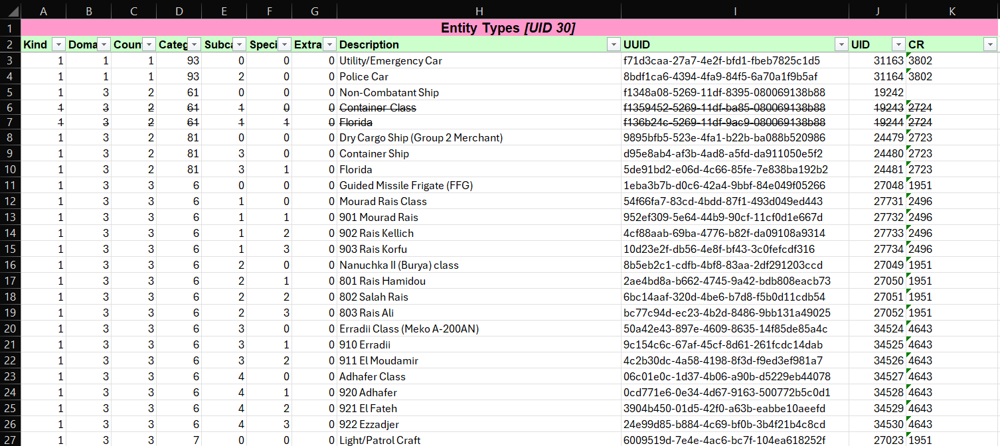 A B C D E F G H I J K
1 Entity Types [UID 30]
2 Kind Doma Coun Categ Subca Speci Extra Description UUID UID CR
3 1 1 1 93 0 0 0 Utility/Emergency Car f71d3caa-27a7-4e2f-bfd1-fbeb7825c1d5 31163 3802
4 1 1 1 93 2 0 0 Police Car 8bdf1ca6-4394-4fa9-84f5-6a70a1f9b5af 31164 3802
5 1 3 2 61 0 0 0 Non-Combatant Ship f1348a08-5269-11df-8395-080069138b88 19242
6 1 3 2 61 1 0 0 Container Class f1359452-5269-11df-ba85-080069138b88 19243 2724
7 1 3 2 61 1 1 0 Florida f136b24c-5269-11df-9ac9-080069138b88 19244 2724
8 1 3 2 81 0 0 0 Dry Cargo Ship (Group 2 Merchant) 9895bfb5-523e-4fa1-b22b-ba088b520986 24479 2723
9 1 3 2 81 3 0 0 Container Ship d95e8ab4-af3b-4ad8-a5fd-da911050e5f2 24480 2723
10 1 3 2 81 3 1 0 Florida 5de91bd2-e06d-4c66-85fe-7e838ba192b2 24481 2723
11 1 3 3 6 0 0 0 Guided Missile Frigate (FFG) 1eba3b7b-d0c6-42a4-9bbf-84e049f05266 27048 1951
12 1 3 3 6 1 0 0 Mourad Rais Class 54f66fa7-83cd-4bdd-87f1-493d049ed443 27731 2496
13 1 3 3 6 1 1 0 901 Mourad Rais 952ef309-5e64-44b9-90cf-11cf0d1e667d 27732 2496
14 1 3 3 6 1 2 0 902 Rais Kellich 4cf88aab-69ba-4776-b82f-da09108a9314 27733 2496
15 1 3 3 6 1 3 0 903 Rais Korfu 10d23e2f-db56-4e8f-bf43-3c0fefcdf316 27734 2496
16 1 3 3 6 2 0 0 Nanuchka II (Burya) class 8b5eb2c1-cdfb-4bf8-83aa-2df291203ccd 27049 1951
17 1 3 3 6 2 1 0 801 Rais Hamidou 2ae4bd8a-b662-4745-9a42-bdb808eacb73 27050 1951
18 1 3 3 6 2 2 0 802 Salah Rais 6bc14aaf-320d-4be6-b7d8-f5b0d11cdb54 27051 1951
19 1 3 3 6 2 3 0 803 Rais Ali bc77c94d-ec23-4b2d-8486-9bb131a49025 27052 1951
20 1 3 3 6 3 0 0 Erradii Class (Meko A-200AN) 50a42e43-897e-4609-8635-14f85de85a4c 34524 4643
21 1 3 3 6 3 1 0 910 Erradii 9c154c6c-67af-45cf-8d61-261fcdc14dab 34525 4643
22 1 3 3 6 3 2 0 911 El Moudamir 4c2b30dc-4a58-4198-8f3d-f9ed3ef981a7 34526 4643
23 1 3 3 6 4 0 0 Adhafer Class 06c01e0c-1d37-4b06-a90b-d5229eb44078 34527 4643
24 1 3 3 6 4 1 0 920 Adhafer 0cd771e6-0e34-4d67-9163-500772b5c0d1 34528 4643
25 1 3 3 6 4 2 0 921 El Fateh 3904b450-01d5-42f0-a63b-eabbe10aeefd 34529 4643
26 1 3 3 6 4 3 0 922 Ezzadjer 24e99d85-b884-4c69-bf0b-3b4f21b4c8cd 34530 4643
27 1 3 3 7 0 0 0 Light/Patrol Craft 6009519d-7e4e-4ac6-bc7f-104ea618252f 27023 1951